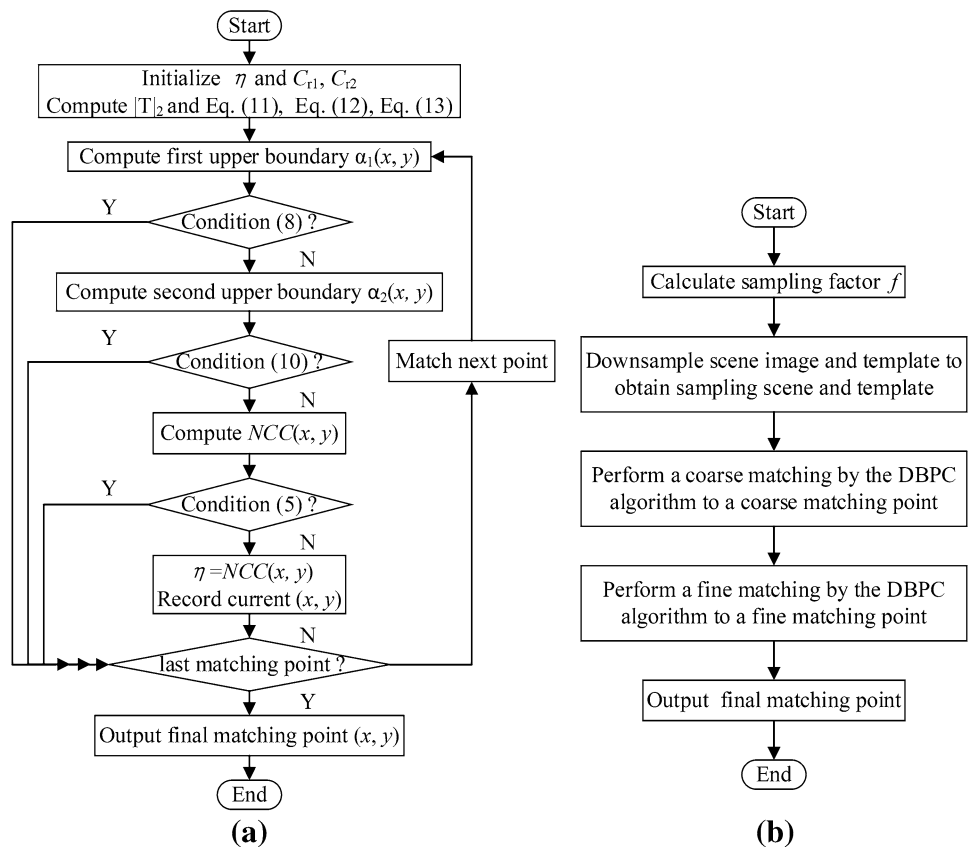 Start
Initialize η and Cr1, Cr2
Compute |T|2 and Eq. (11), Eq. (12), Eq. (13)
Compute first upper boundary α1(x, y)
Y
Condition (8) ?
N
Compute second upper boundary α2(x, y)
Y
Condition (10) ?
Match next point
N
Compute NCC(x, y)
Y
Condition (5) ?
N
η =NCC(x, y)
Record current (x, y)
N
last matching point ?
Y
Output final matching point (x, y)
End
(a)
Start
Calculate sampling factor f
Downsample scene image and template to
obtain sampling scene and template
Perform a coarse matching by the DBPC
algorithm to a coarse matching point
Perform a fine matching by the DBPC
algorithm to a fine matching point
Output final matching point
End
(b)